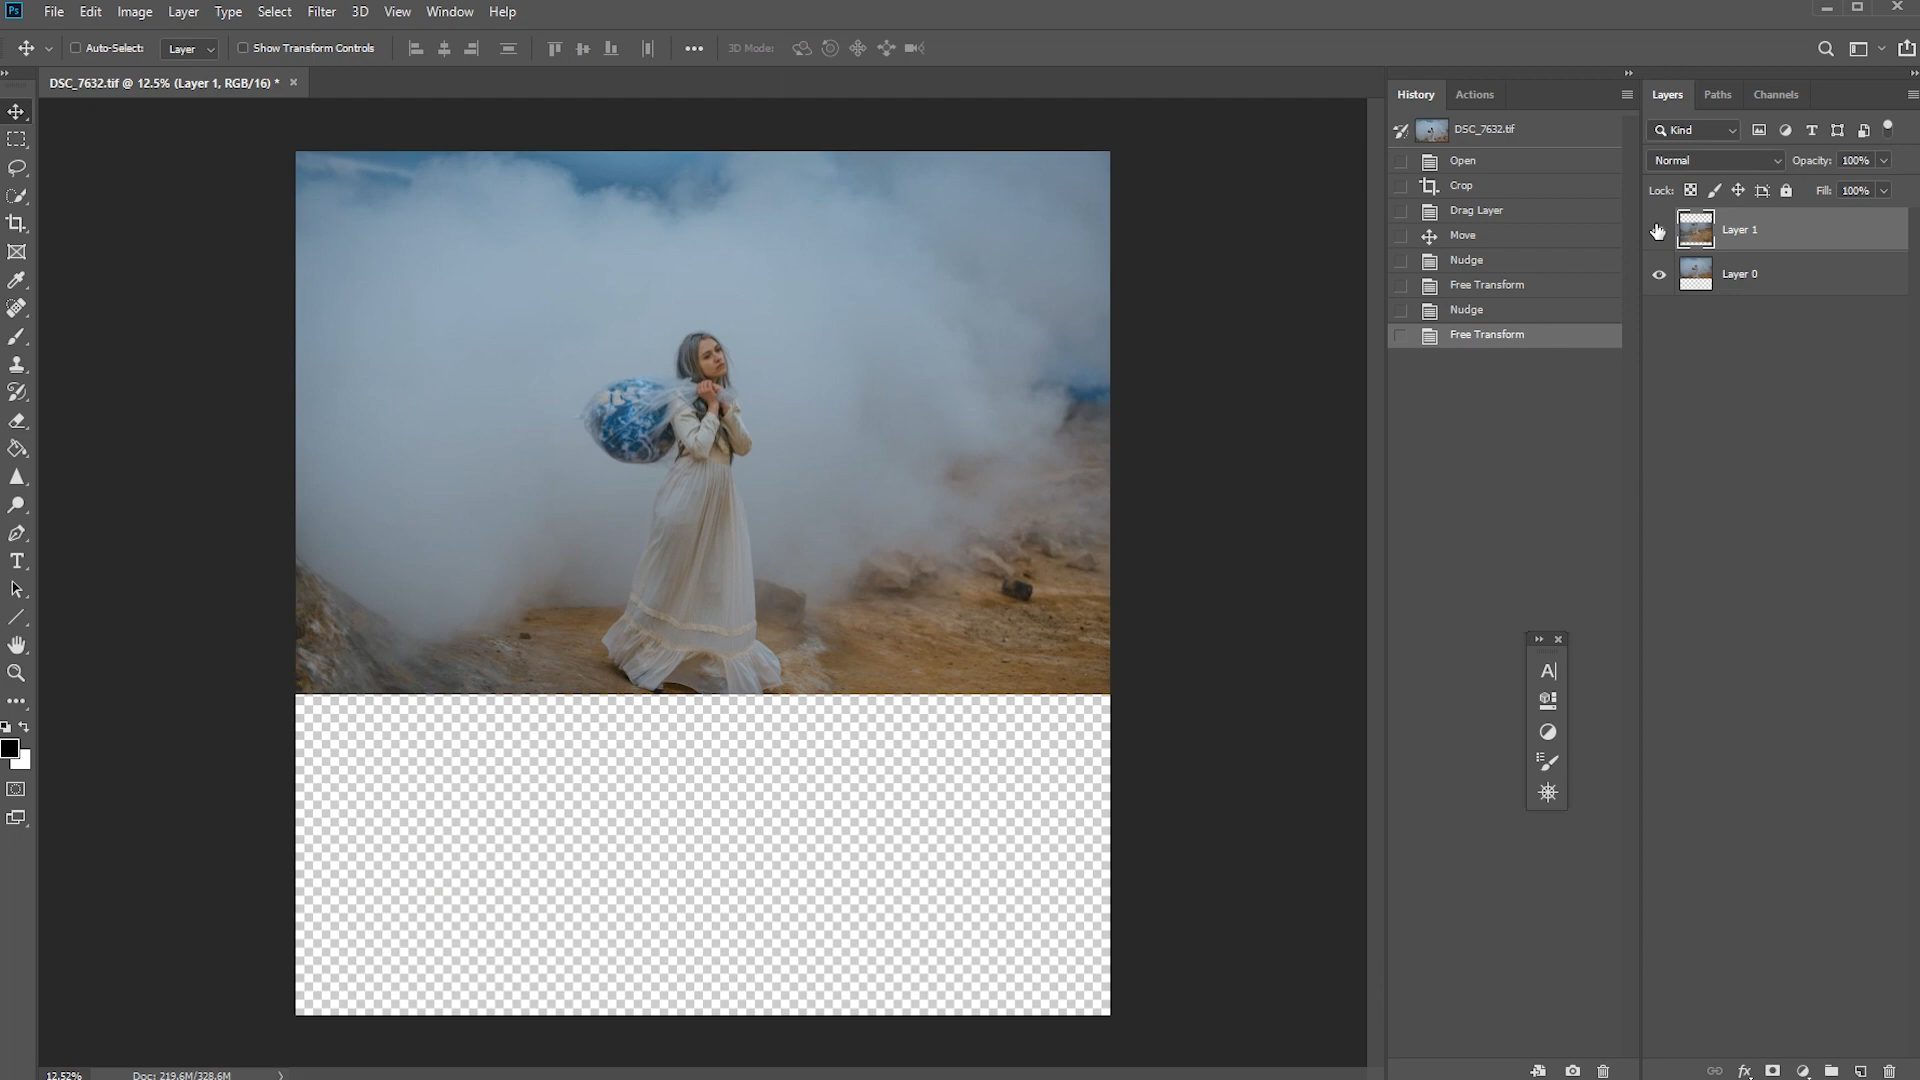 Ps File Edit Image Layer Type Select Filter 3D View Window Help
Auto-Select: Layer Show Transform Controls 3D Mode:
DSC_7632.tif @ 12.5% (Layer 1, RGB/16) *
History Actions
DSC_7632.tif
Open
Crop
Drag Layer
Move
Nudge
Free Transform
Nudge
Free Transform
Layers Paths Channels
Kind
Normal Opacity: 100%
Lock: Fill: 100%
Layer 1
Layer 0
12.52% Doc: 219.6M/328.6M